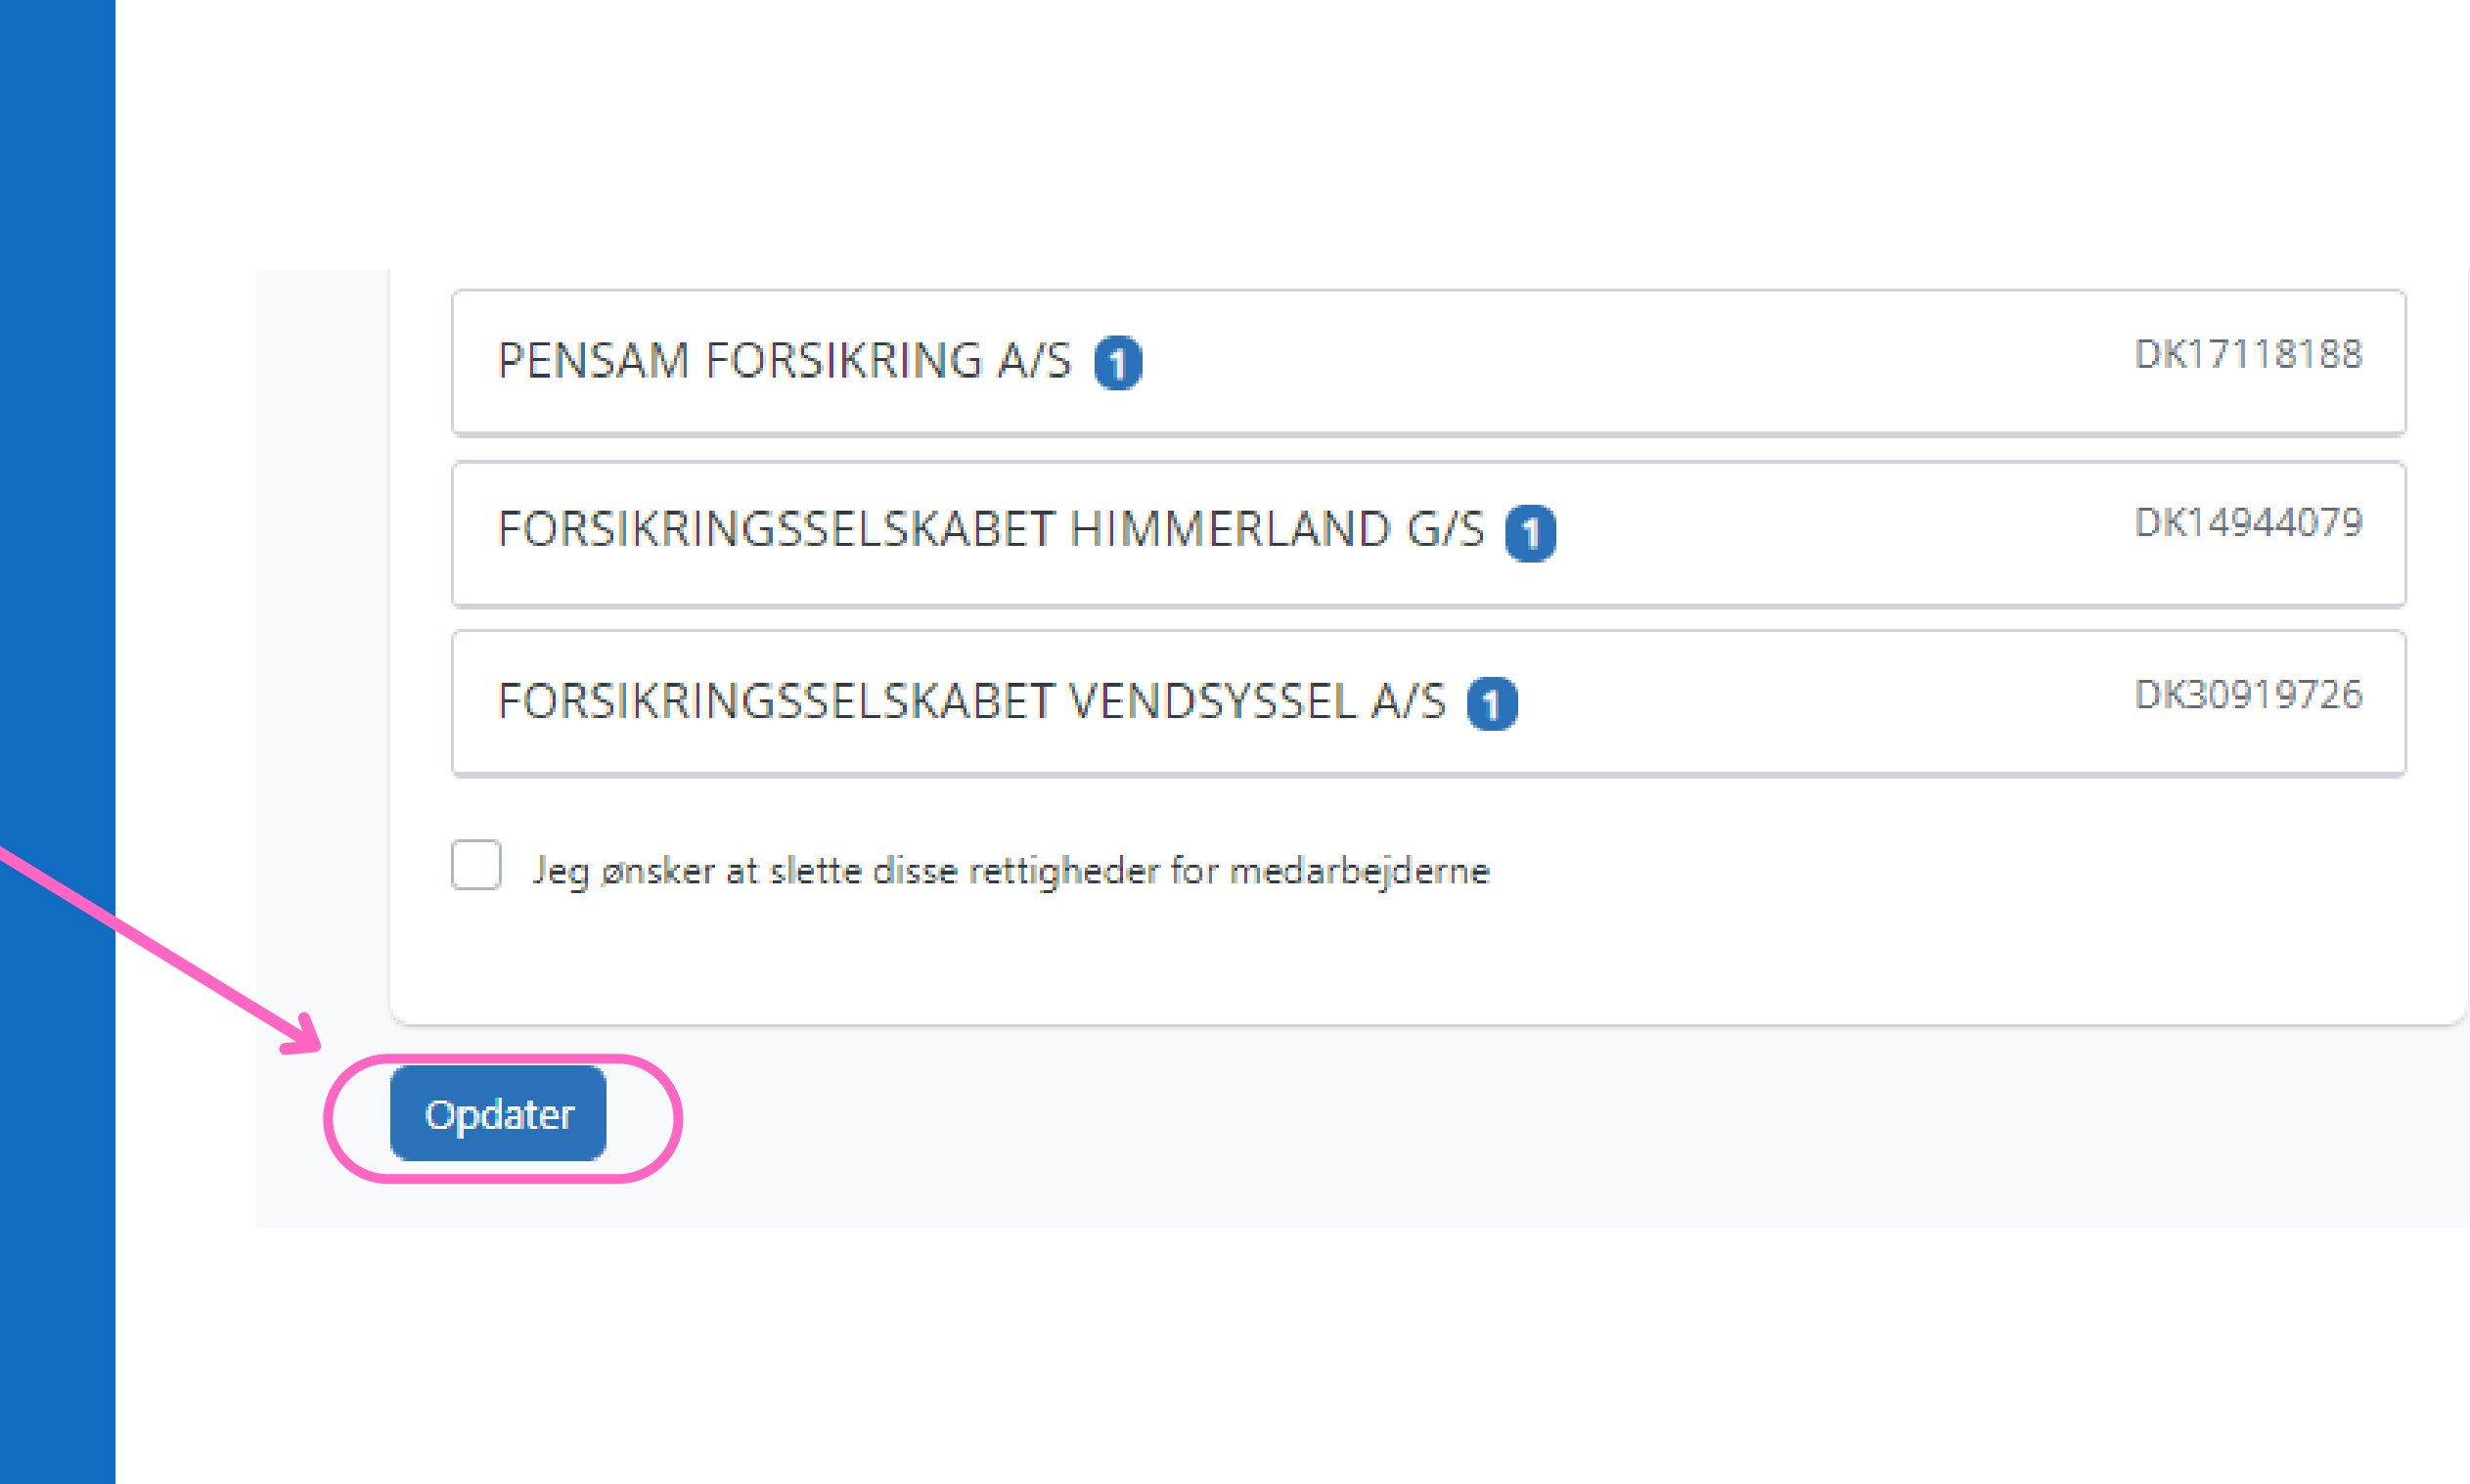 PENSAM FORSIKRING A/S 1 DK17118188
FORSIKRINGSSELSKABET HIMMERLAND G/S 1 DK14944079
FORSIKRINGSSELSKABET VENDSYSSEL A/S 1 DK30919726
Jeg ønsker at slette disse rettigheder for medarbejderne
Opdater